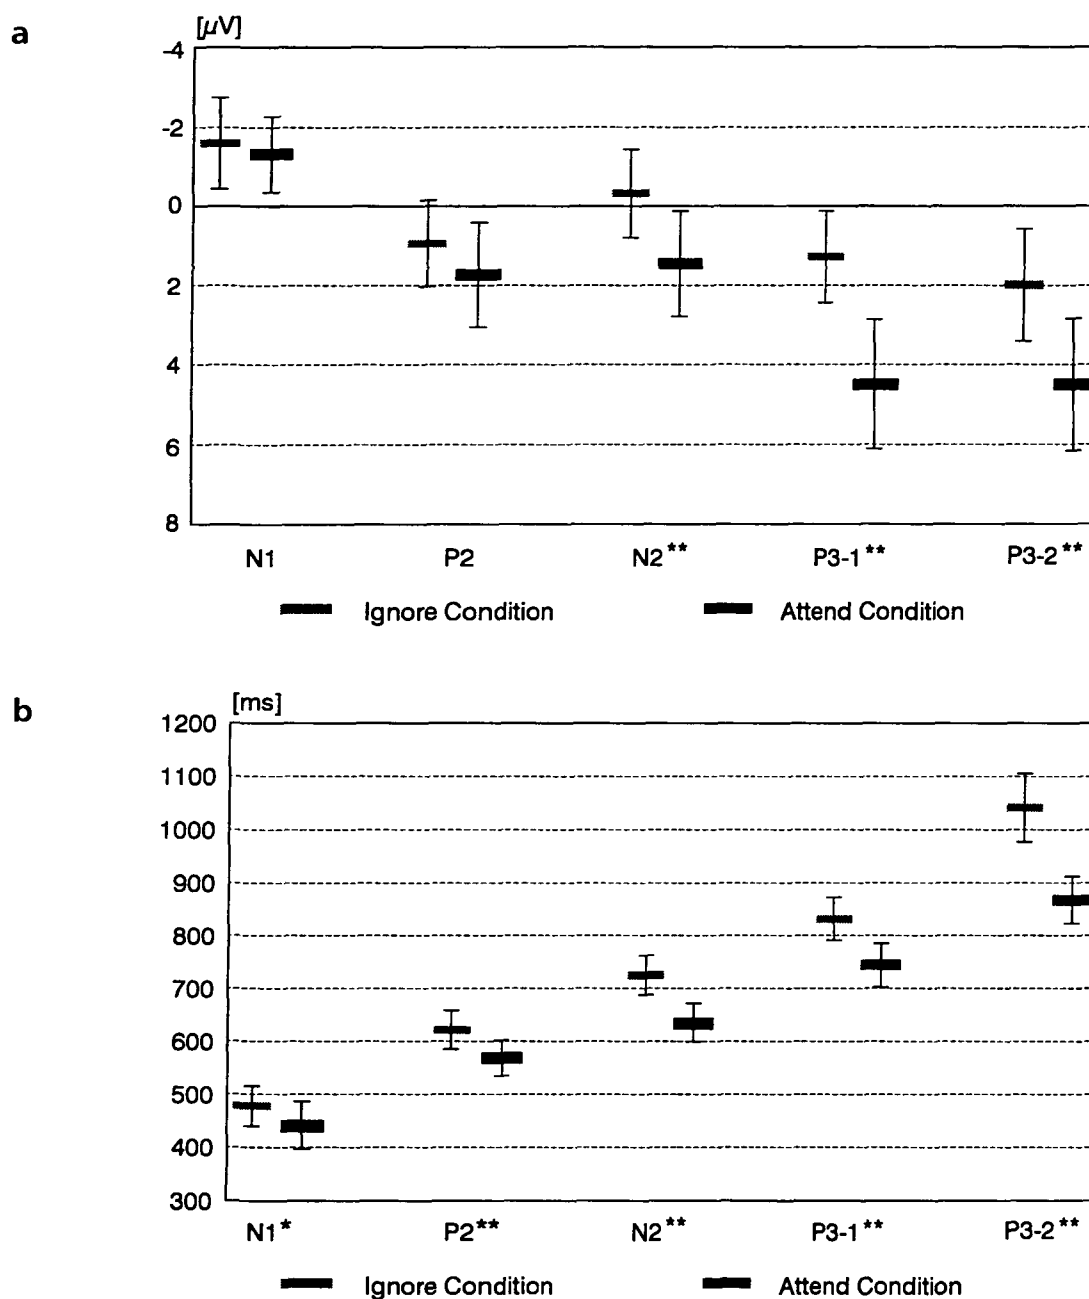 a
[µV]
-4
-2
0
2
4
6
8
N1 P2 N2** P3-1** P3-2**
Ignore Condition Attend Condition
b
[ms]
1200
1100
1000
900
800
700
600
500
400
300
N1* P2** N2** P3-1** P3-2**
Ignore Condition Attend Condition